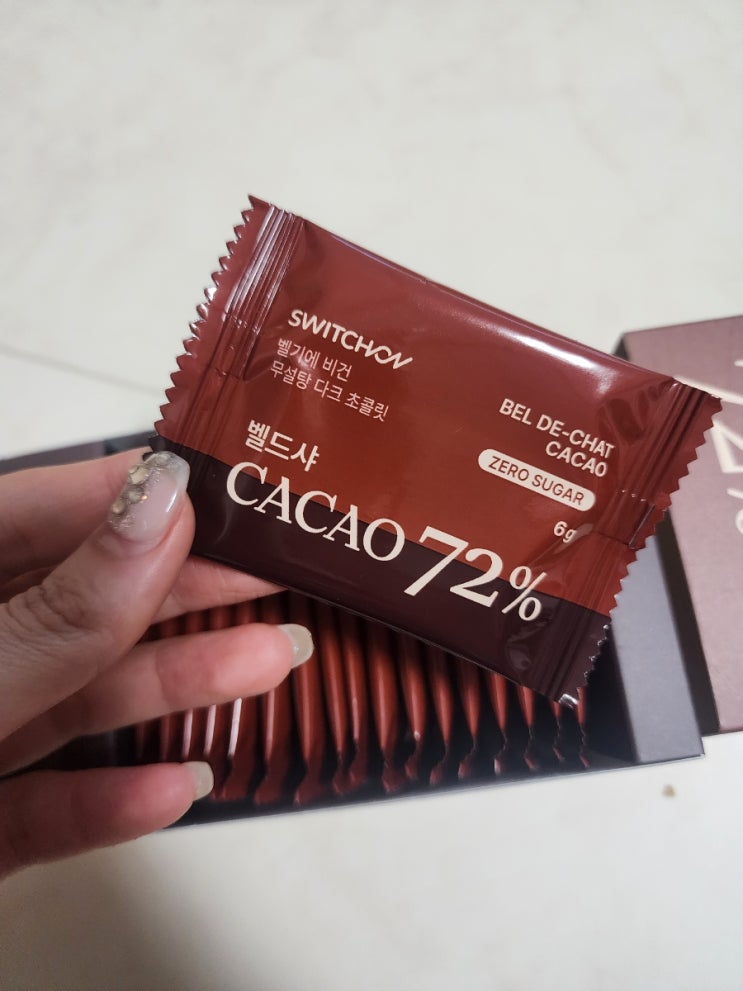 SWITCHON
벨기에 비건
무설탕 다크 초콜릿
벨드샤
CACAO 72%
BEL DE-CHAT
CACAO
ZERO SUGAR
6g